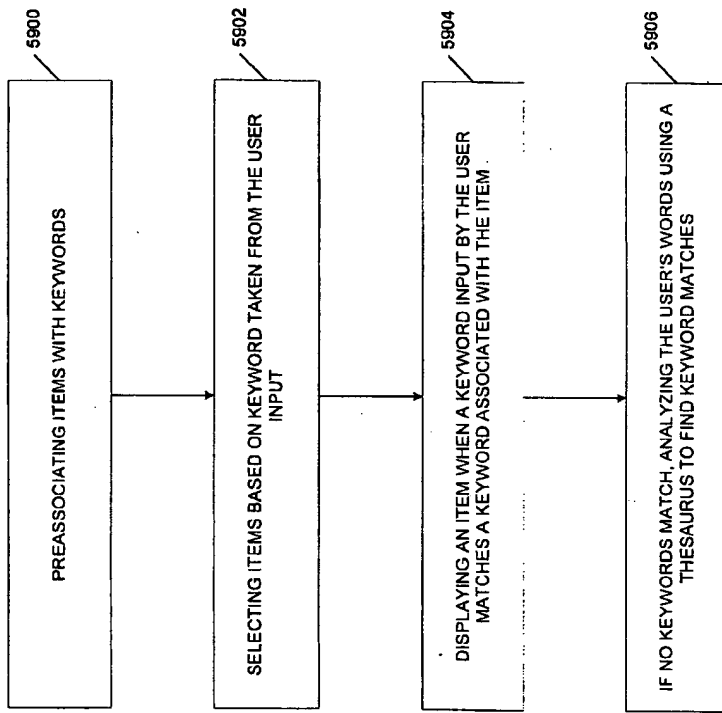 5900
PREASSOCIATING ITEMS WITH KEYWORDS
5902
SELECTING ITEMS BASED ON KEYWORD TAKEN FROM THE USER
INPUT
5904
DISPLAYING AN ITEM WHEN A KEYWORD INPUT BY THE USER
MATCHES A KEYWORD ASSOCIATED WITH THE ITEM
5906
IF NO KEYWORDS MATCH, ANALYZING THE USER'S WORDS USING A
THESAURUS TO FIND KEYWORD MATCHES